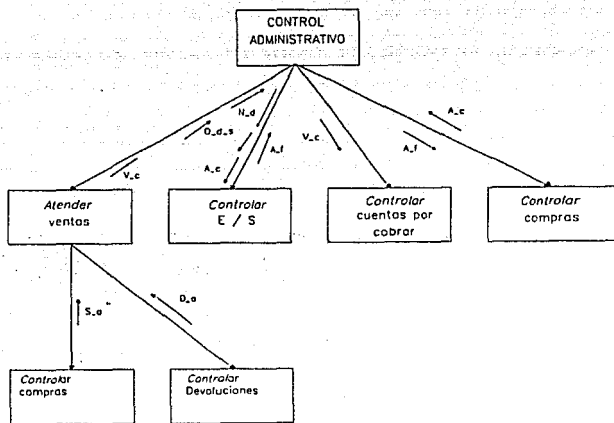 CONTROL
ADMINISTRATIVO
N_d
O_d_s
V_c
A_c
A_f
V_c
A_c
A_f
Atender
ventas
Controlar
E / S
Controlar
cuentas por
cobrar
Controlar
compras
S_a
D_a
Controlar
compras
Controlar
Devoluciones